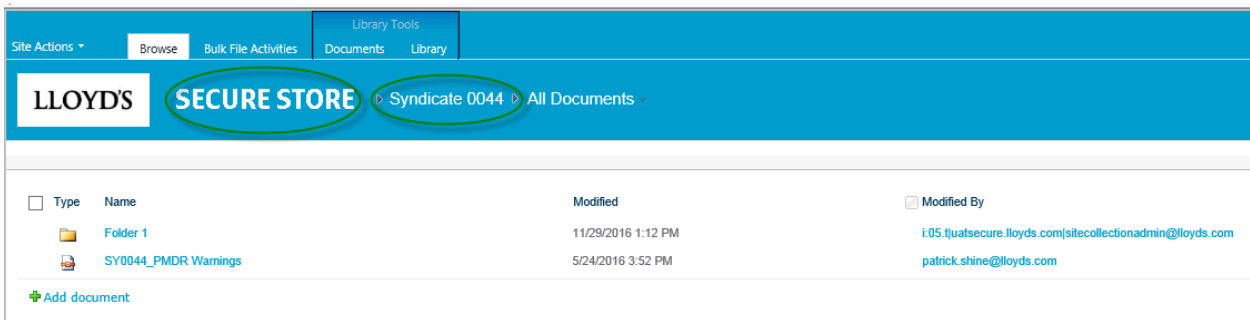 Library Tools
Site Actions Browse Bulk File Activities Documents Library
LLOYD'S SECURE STORE Syndicate 0044 All Documents
Type Name Modified Modified By
Folder 1 11/29/2016 1:12 PM i:05.t|uatsecure.lloyds.com|sitecollectionadmin@lloyds.com
SY0044_PMDR Warnings 5/24/2016 3:52 PM patrick.shine@lloyds.com
Add document